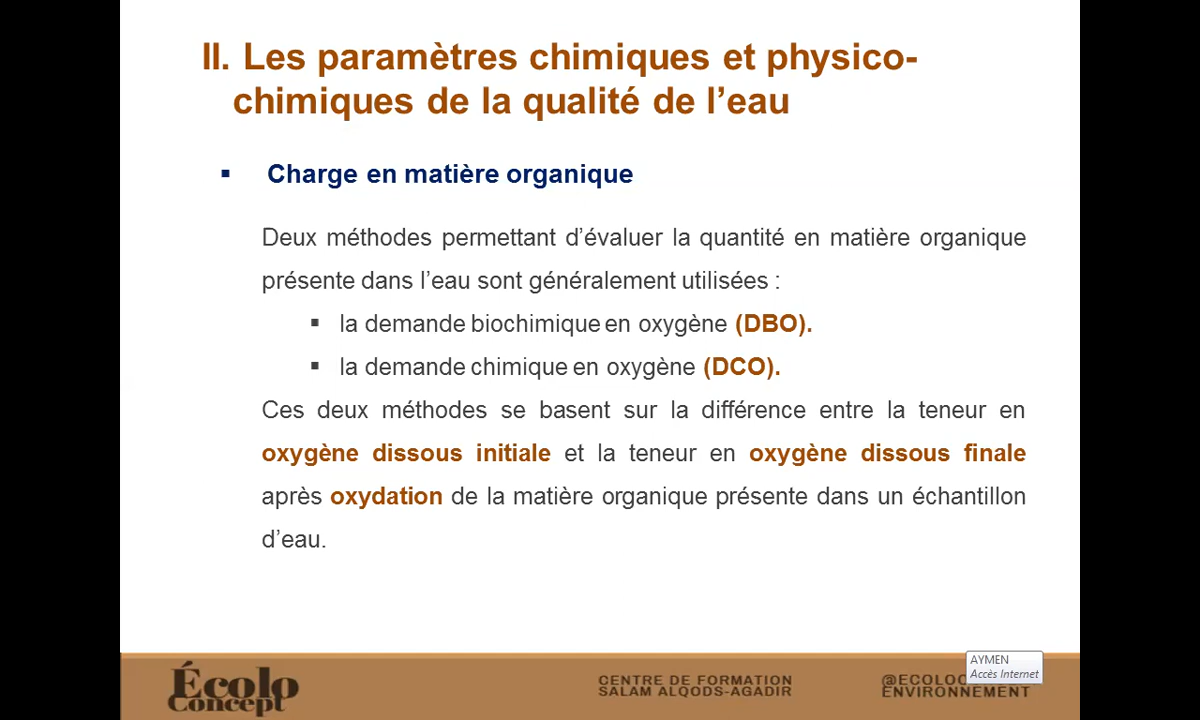 II. Les paramètres chimiques et physico-
chimiques de la qualité de l’eau
▪ Charge en matière organique
Deux méthodes permettant d’évaluer la quantité en matière organique
présente dans l’eau sont généralement utilisées :
▪ la demande biochimique en oxygène (DBO).
▪ la demande chimique en oxygène (DCO).
Ces deux méthodes se basent sur la différence entre la teneur en
oxygène dissous initiale et la teneur en oxygène dissous finale
après oxydation de la matière organique présente dans un échantillon
d’eau.
Écolo
Concept
CENTRE DE FORMATION
SALAM ALQODS-AGADIR
ENVIRONNEMENT
AYMEN
Accès Internet